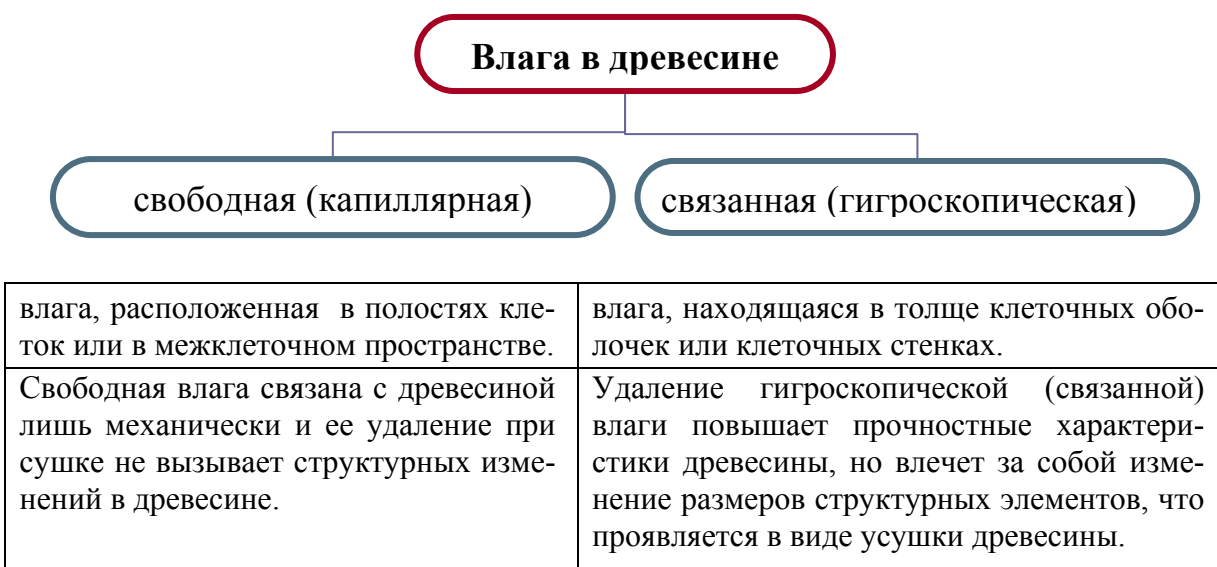 Влага в древесине
свободная (капиллярная)
связанная (гигроскопическая)
влага, расположенная в полостях кле-
ток или в межклеточном пространстве.
влага, находящаяся в толще клеточных обо-
лочек или клеточных стенках.
Свободная влага связана с древесиной
лишь механически и ее удаление при
сушке не вызывает структурных изме-
нений в древесине.
Удаление гигроскопической (связанной)
влаги повышает прочностные характери-
стики древесины, но влечет за собой изме-
нение размеров структурных элементов, что
проявляется в виде усушки древесины.